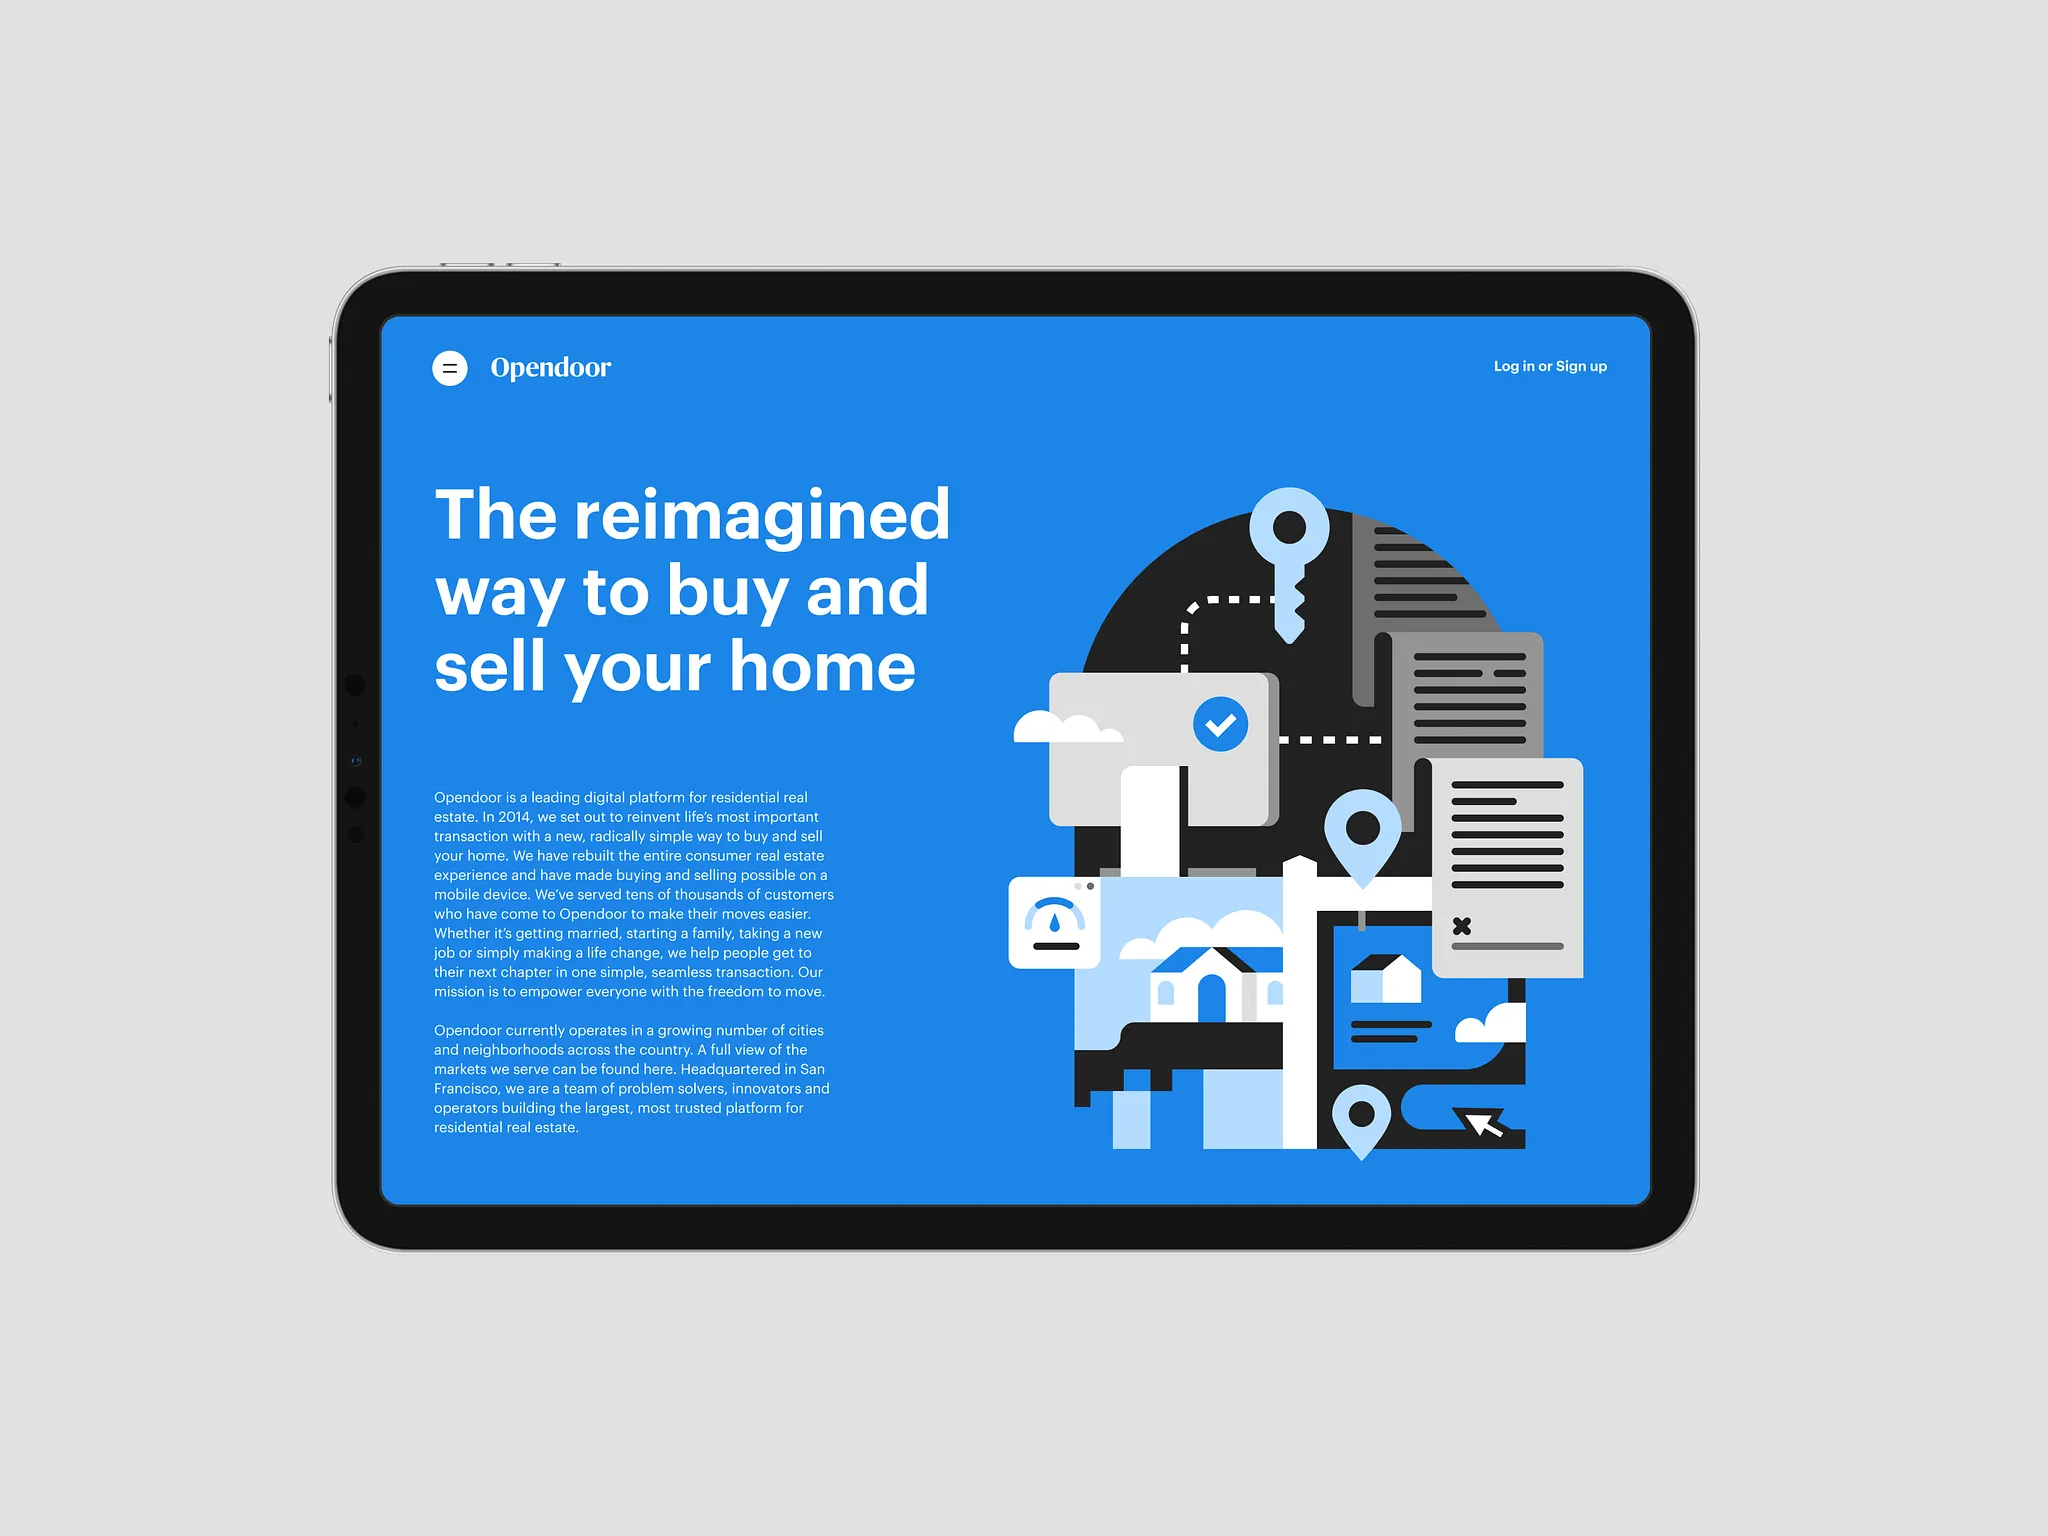 Opendoor
Log in or Sign up
The reimagined
way to buy and
sell your home
Opendoor is a leading digital platform for residential real
estate. In 2014, we set out to reinvent life’s most important
transaction with a new, radically simple way to buy and sell
your home. We have rebuilt the entire consumer real estate
experience and have made buying and selling possible on a
mobile device. We’ve served tens of thousands of customers
who have come to Opendoor to make their moves easier.
Whether it’s getting married, starting a family, taking a new
job or simply making a life change, we help people get to
their next chapter in one simple, seamless transaction. Our
mission is to empower everyone with the freedom to move.
Opendoor currently operates in a growing number of cities
and neighborhoods across the country. A full view of the
markets we serve can be found here. Headquartered in San
Francisco, we are a team of problem solvers, innovators and
operators building the largest, most trusted platform for
residential real estate.